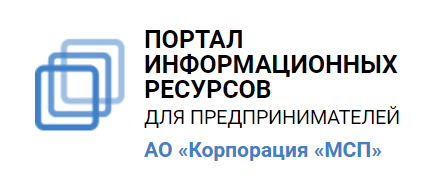 ПОРТАЛ
ИНФОРМАЦИОННЫХ
РЕСУРСОВ
ДЛЯ ПРЕДПРИНИМАТЕЛЕЙ
АО «Корпорация «МСП»